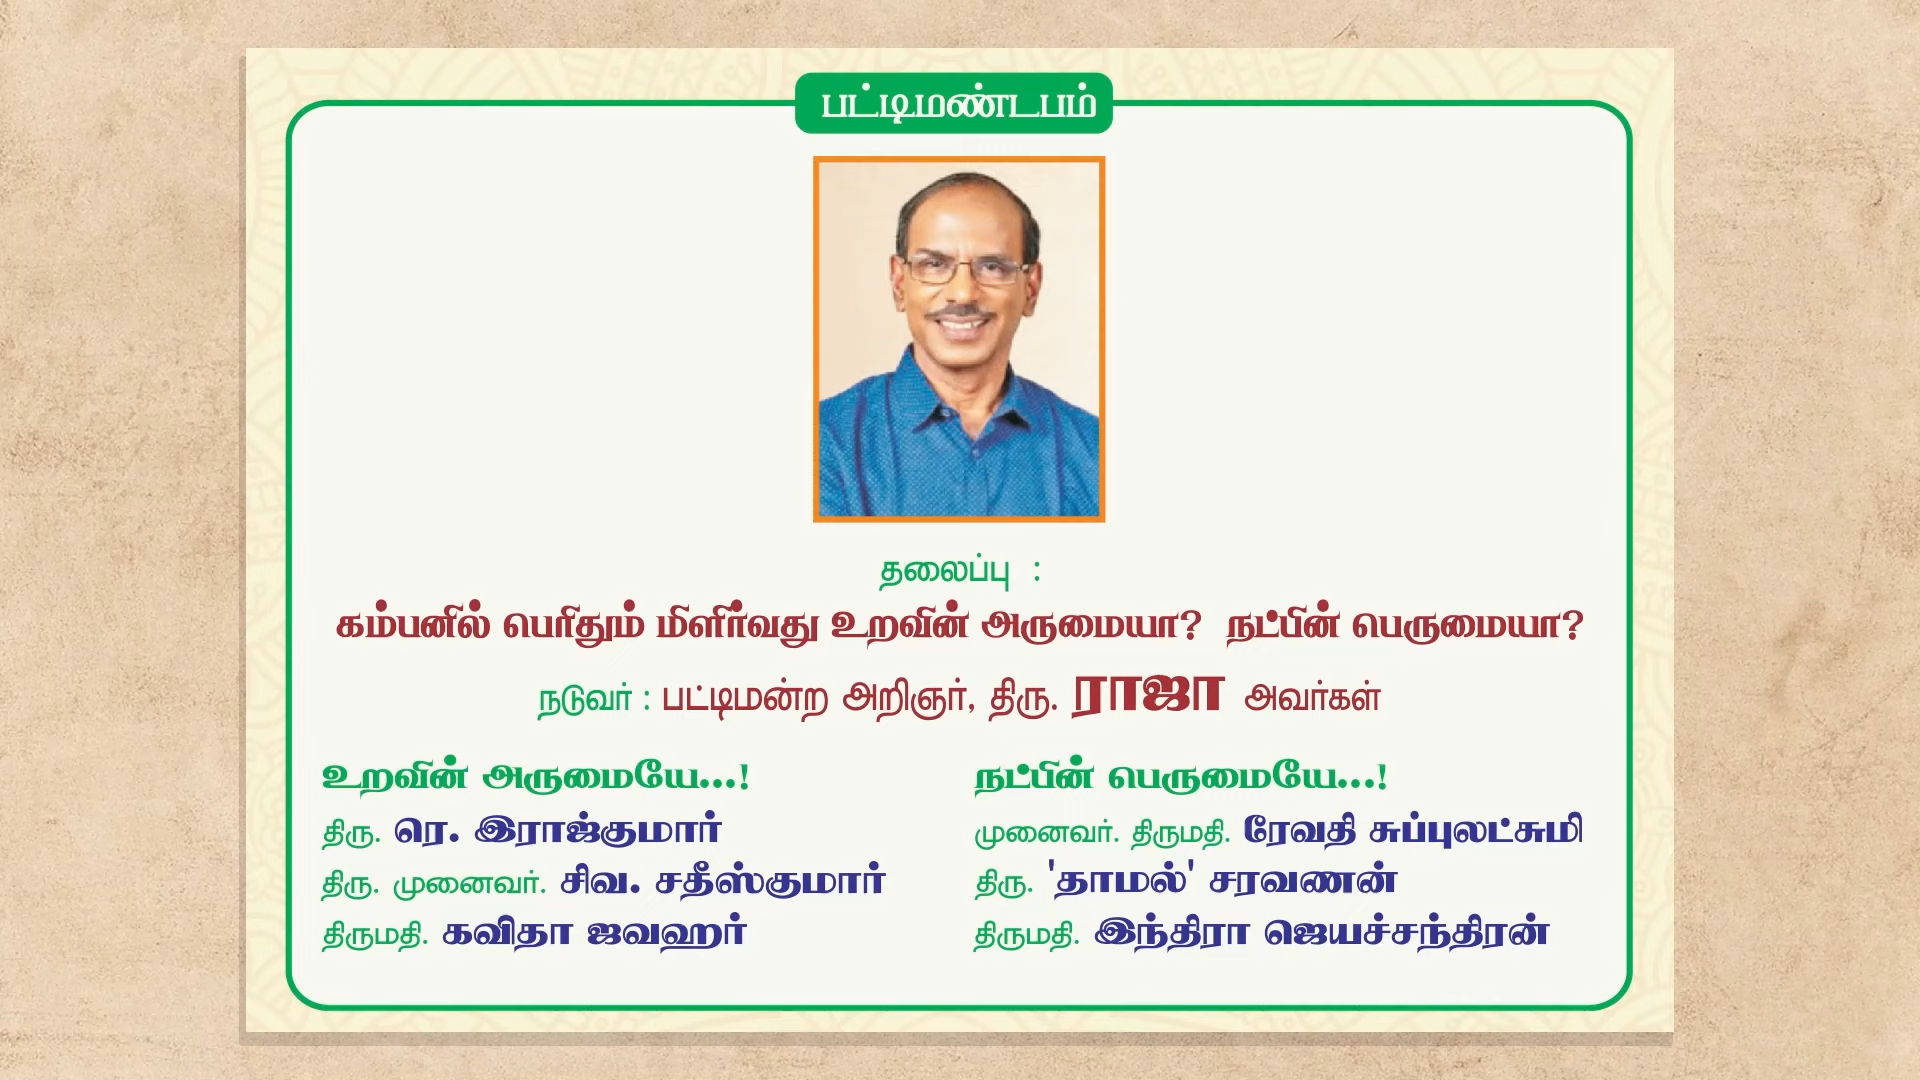 பட்டிமண்டபம்
தலைப்பு :
கம்பனில் பெரிதும் மிளிர்வது உறவின் அருமையா? நட்பின் பெருமையா?
நடுவர் : பட்டிமன்ற அறிஞர், திரு. ராஜா அவர்கள்
உறவின் அருமையே...!
திரு. ரெ. இராஜ்குமார்
திரு. முனைவர். சிவ. சதீஸ்குமார்
திருமதி. கவிதா ஜவஹர்
நட்பின் பெருமையே...!
முனைவர். திருமதி. ரேவதி சுப்புலட்சுமி
திரு. 'தாமல்' சரவணன்
திருமதி. இந்திரா ஜெயச்சந்திரன்